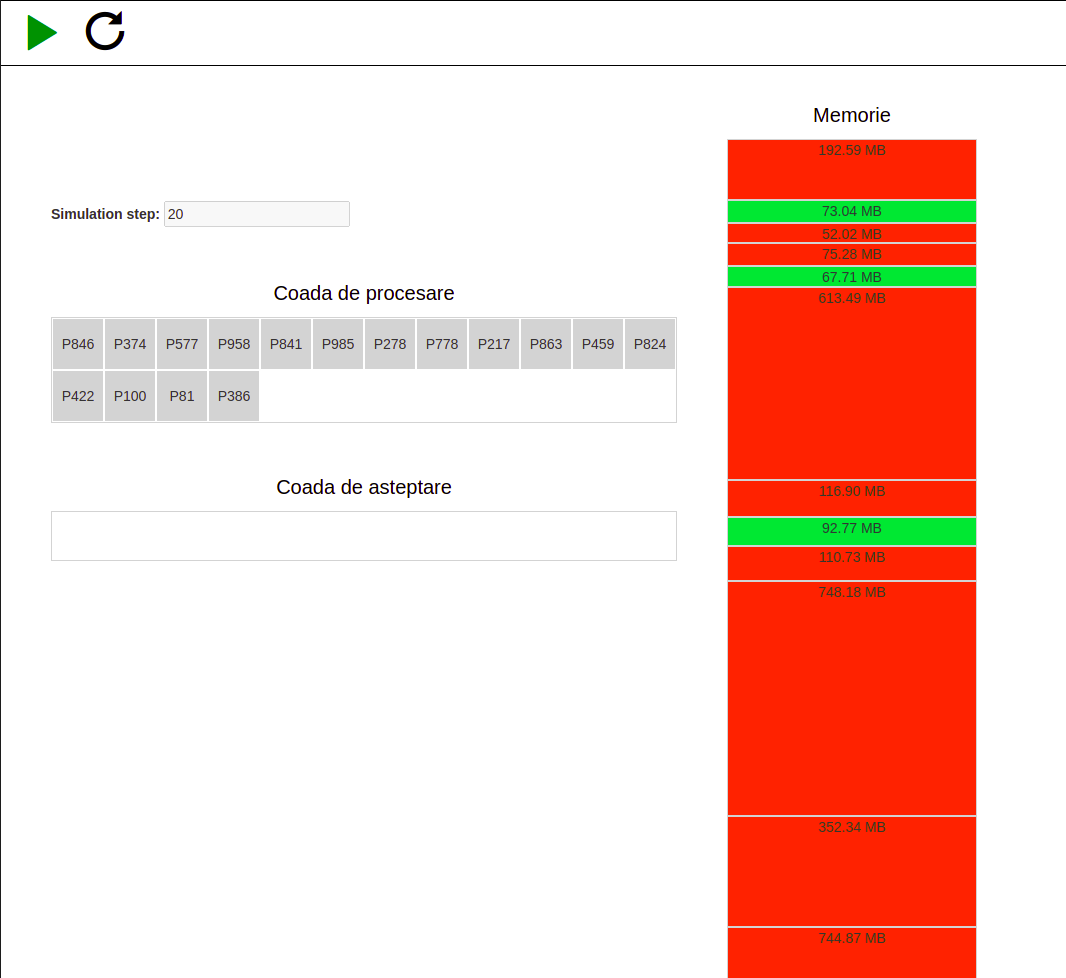 Simulation step: 20
Coada de procesare
P846 P374 P577 P958 P841 P985 P278 P778 P217 P863 P459 P824
P422 P100 P81 P386
Coada de asteptare
Memorie
192.59 MB
73.04 MB
52.02 MB
75.28 MB
67.71 MB
613.49 MB
116.90 MB
92.77 MB
110.73 MB
748.18 MB
352.34 MB
744.87 MB